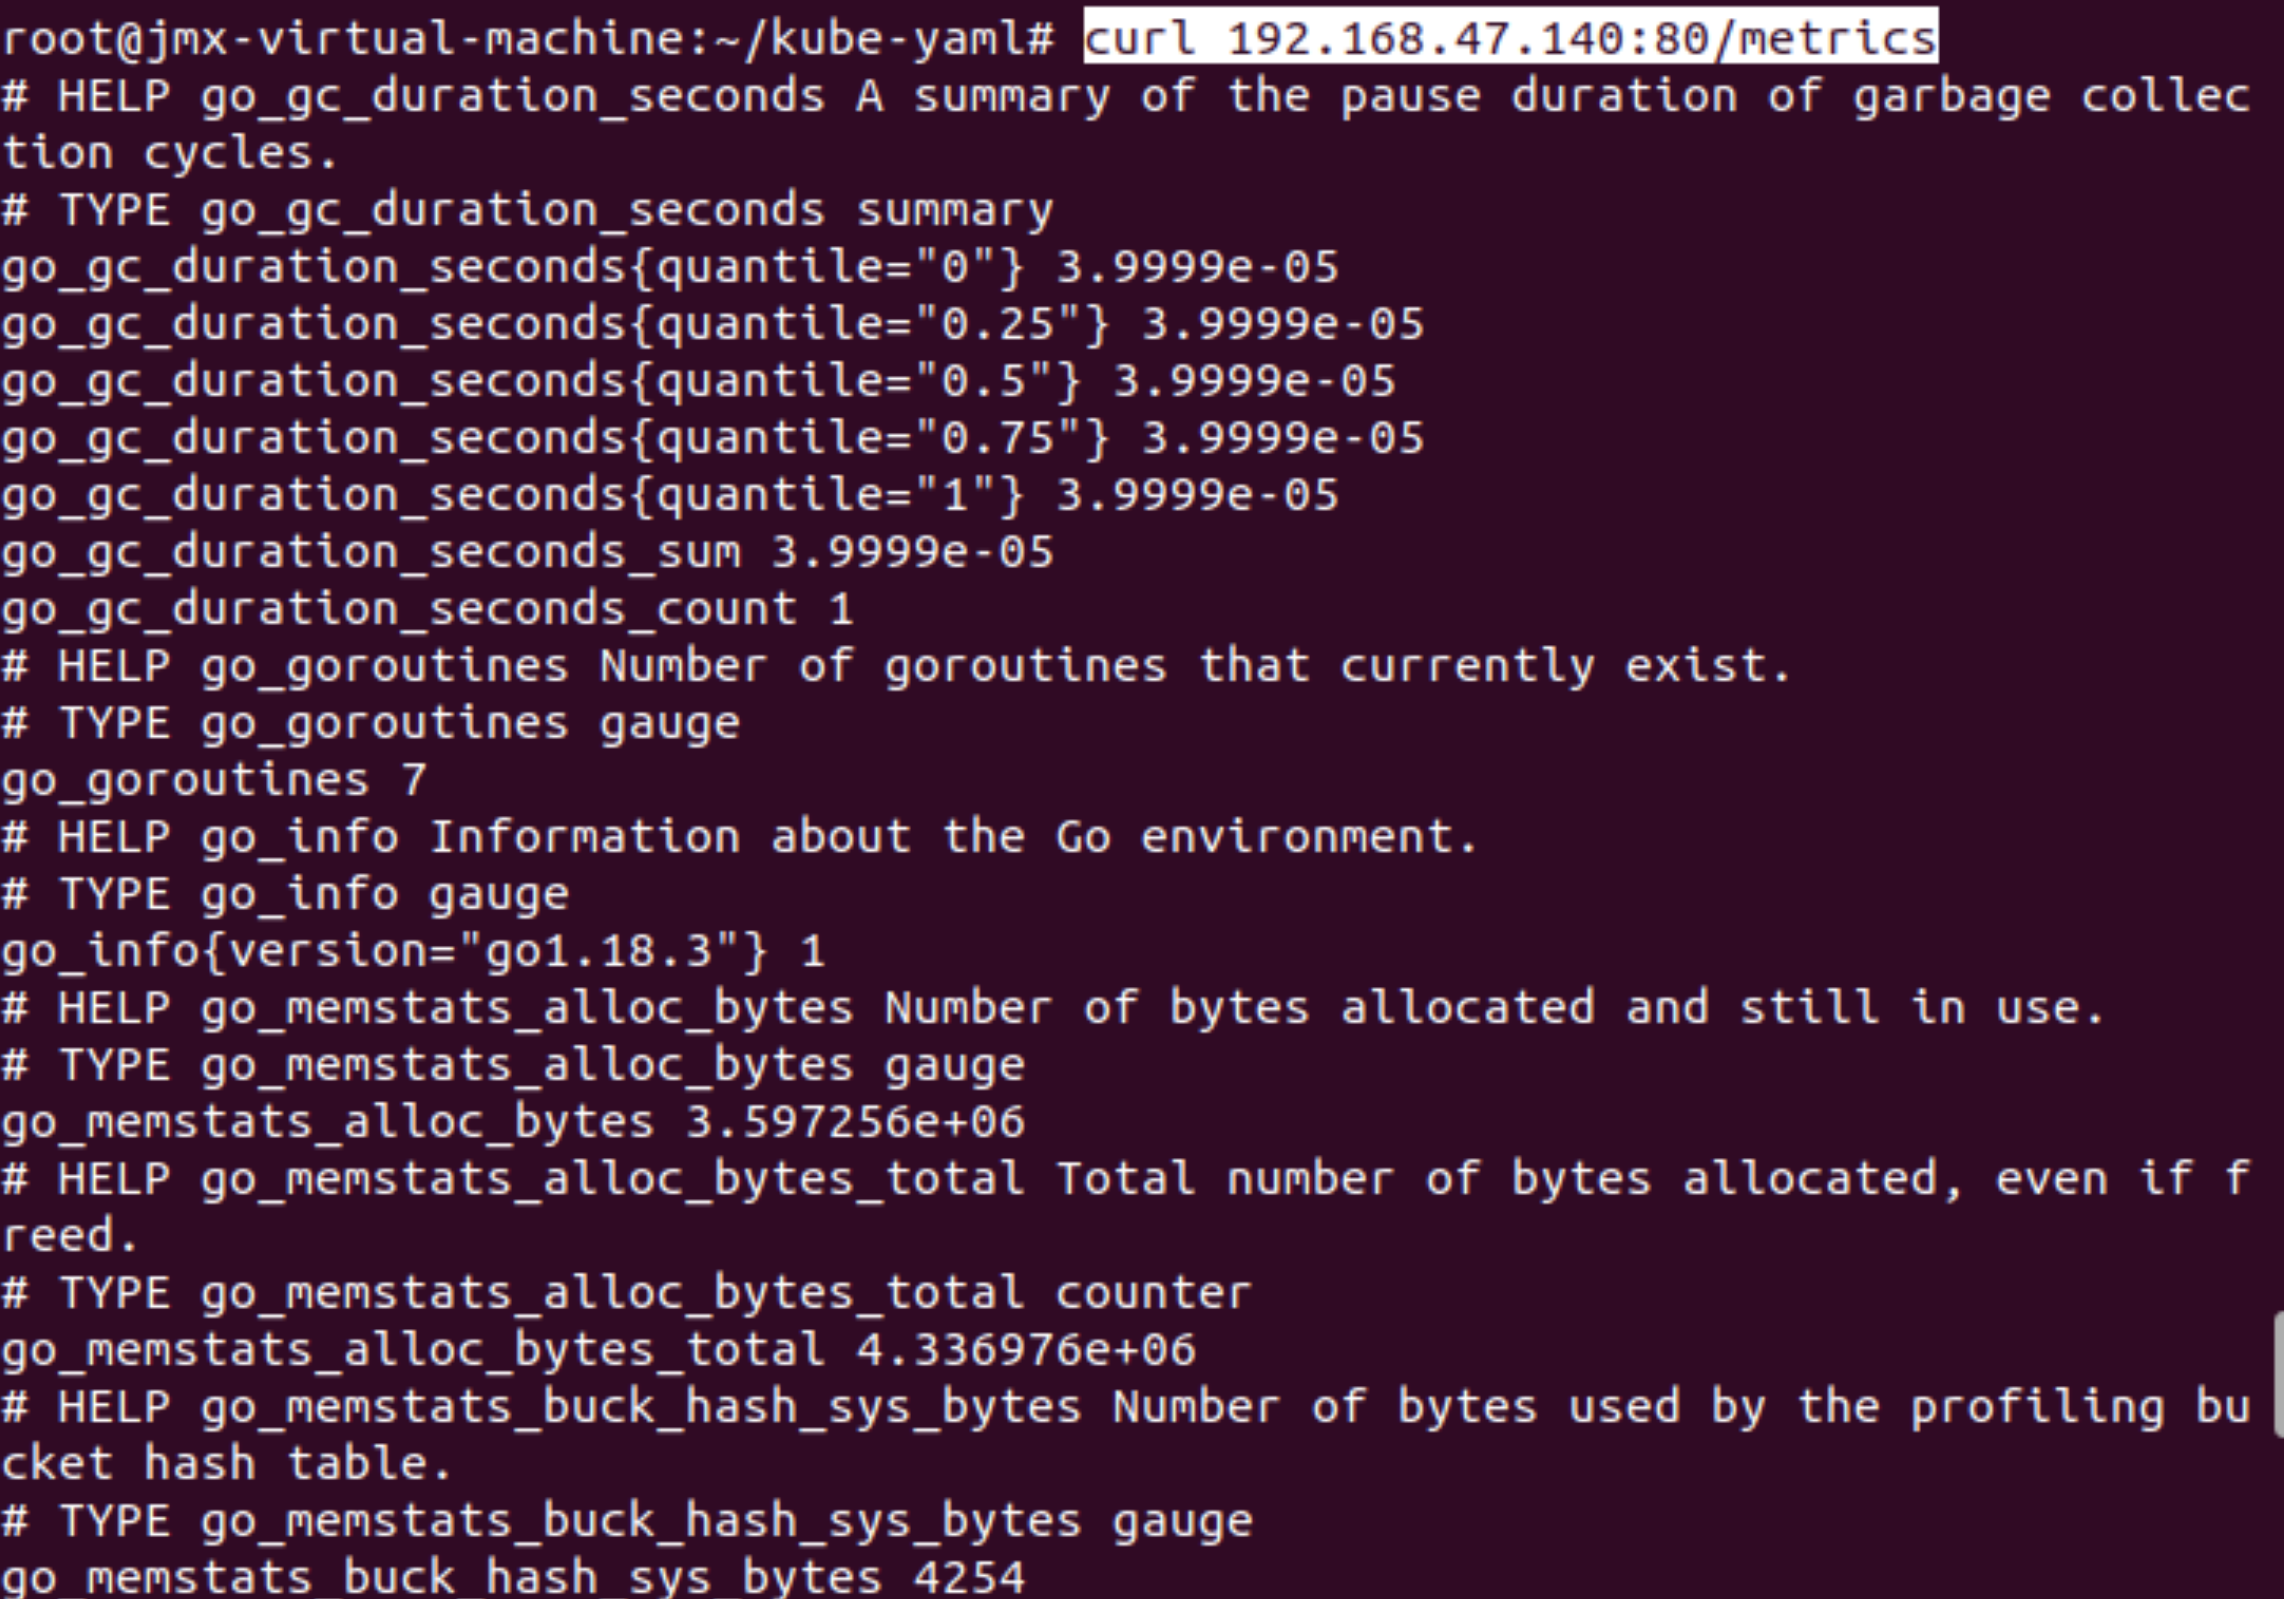 root@jmx-virtual-machine:~/kube-yaml# curl 192.168.47.140:80/metrics
# HELP go_gc_duration_seconds A summary of the pause duration of garbage collec
tion cycles.
# TYPE go_gc_duration_seconds summary
go_gc_duration_seconds{quantile="0"} 3.9999e-05
go_gc_duration_seconds{quantile="0.25"} 3.9999e-05
go_gc_duration_seconds{quantile="0.5"} 3.9999e-05
go_gc_duration_seconds{quantile="0.75"} 3.9999e-05
go_gc_duration_seconds{quantile="1"} 3.9999e-05
go_gc_duration_seconds_sum 3.9999e-05
go_gc_duration_seconds_count 1
# HELP go_goroutines Number of goroutines that currently exist.
# TYPE go_goroutines gauge
go_goroutines 7
# HELP go_info Information about the Go environment.
# TYPE go_info gauge
go_info{version="go1.18.3"} 1
# HELP go_memstats_alloc_bytes Number of bytes allocated and still in use.
# TYPE go_memstats_alloc_bytes gauge
go_memstats_alloc_bytes 3.597256e+06
# HELP go_memstats_alloc_bytes_total Total number of bytes allocated, even if f
reed.
# TYPE go_memstats_alloc_bytes_total counter
go_memstats_alloc_bytes_total 4.336976e+06
# HELP go_memstats_buck_hash_sys_bytes Number of bytes used by the profiling bu
cket hash table.
# TYPE go_memstats_buck_hash_sys_bytes gauge
go_memstats_buck_hash_sys_bytes 4254